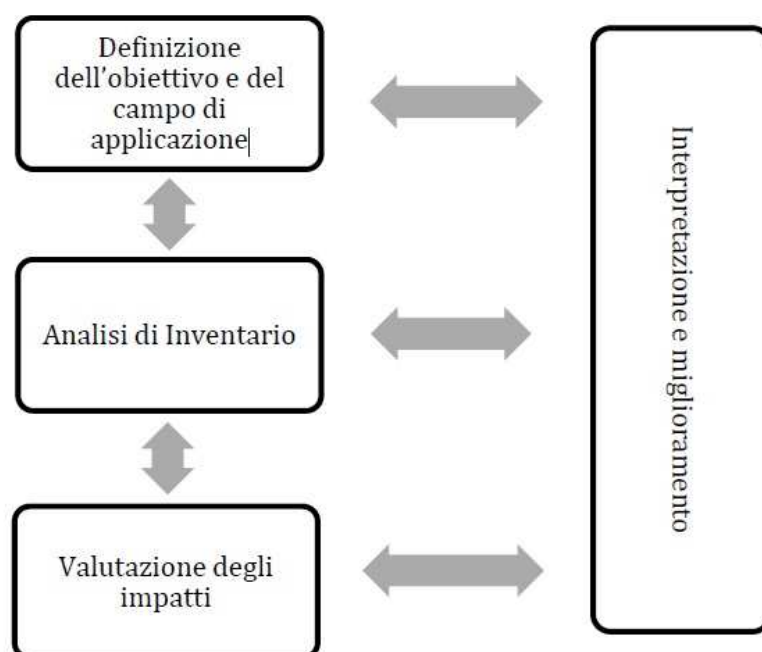 Definizione
dell'obiettivo e del
campo di
applicazione
Analisi di Inventario
Valutazione degli
impatti
Interpretazione e miglioramento